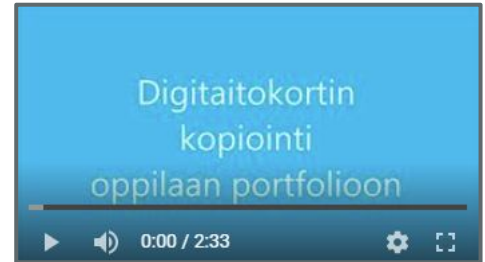 Digitaitokortin
kopiointi
oppilaan portfolioon
0:00 / 2:33